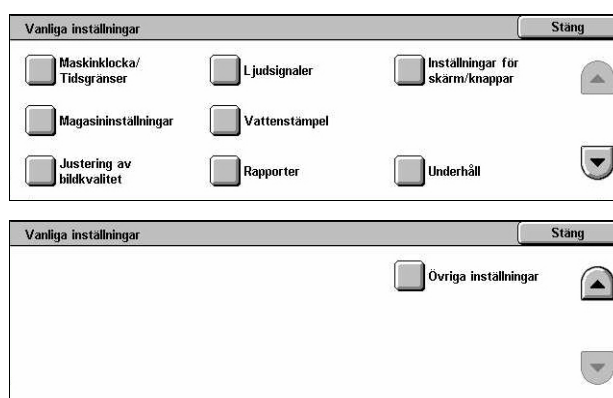 Vanliga inställningar
Stäng
Maskinklocka/
Tidsgränser
Ljudsignaler
Inställningar för
skärm/knappar
Magasininställningar
Vattenstämpel
Justering av
bildkvalitet
Rapporter
Underhåll
Vanliga inställningar
Stäng
Övriga inställningar